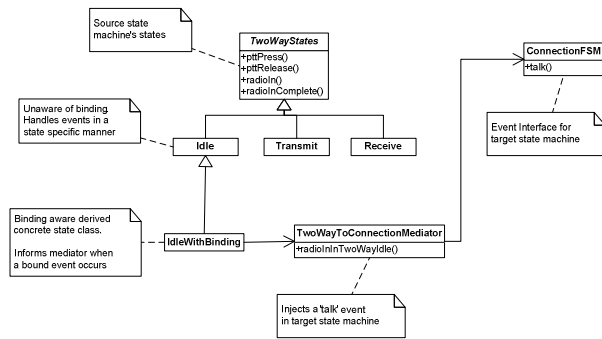 Source state
machine's states
TwoWayStates
+pttPress()
+pttRelease()
+radioIn()
+radioInComplete()
ConnectionFSM
+talk()
Unaware of binding.
Handles events in a
state specific manner
Event Interface for
target state machine
Idle
Transmit
Receive
Binding aware derived
concrete state class.
Informs mediator when
a bound event occurs
IdleWithBinding
TwoWayToConnectionMediator
+radioInInTwoWayIdle()
Injects a 'talk' event
in target state machine